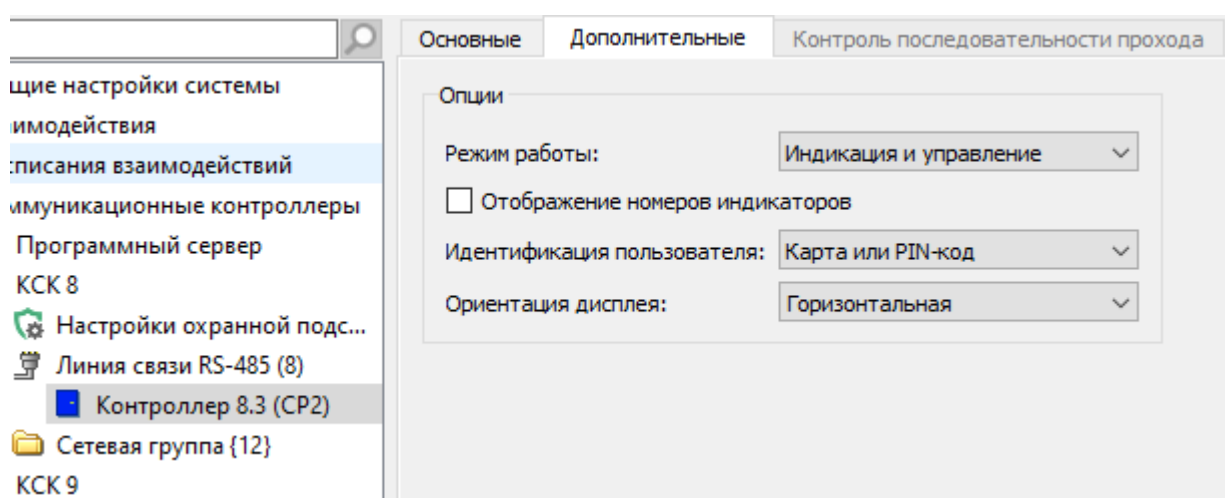 Основные
Дополнительные
Контроль последовательности прохода
щие настройки системы
имодействия
списания взаимодействий
ммуникационные контроллеры
Программный сервер
КСК 8
Настройки охранной подс...
Линия связи RS-485 (8)
Контроллер 8.3 (CP2)
Сетевая группа {12}
КСК 9
Опции
Режим работы: Индикация и управление
Отображение номеров индикаторов
Идентификация пользователя: Карта или PIN-код
Ориентация дисплея: Горизонтальная